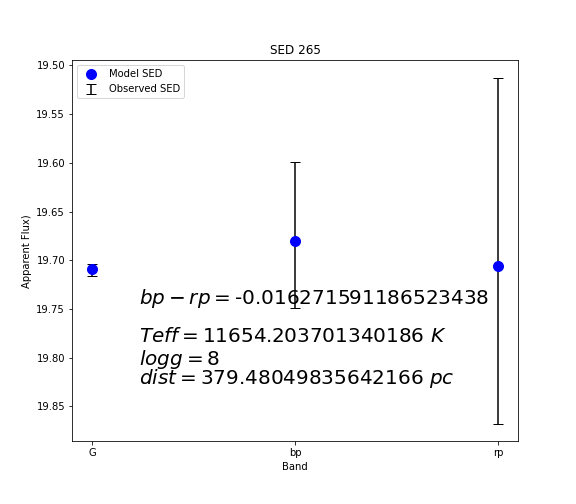 SED 265
Model SED
Observed SED
19.50
19.55
19.60
19.65
19.70
19.75
19.80
19.85
Apparent Flux)
bp − rp = -0.016271591186523438
Teff = 11654.203701340186 K
logg = 8
dist = 379.48049835642166 pc
G bp rp
Band